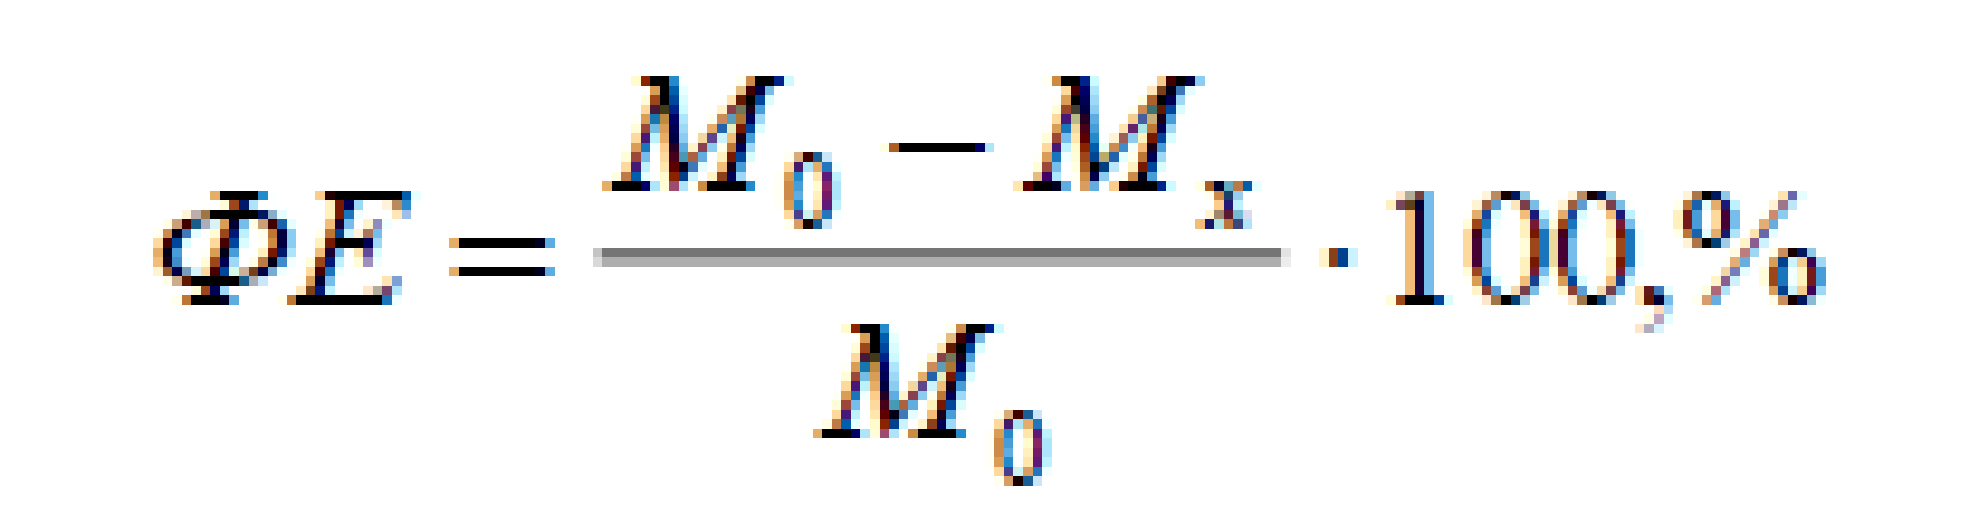 ФЕ = (M₀ – Mₓ) / M₀ · 100,%